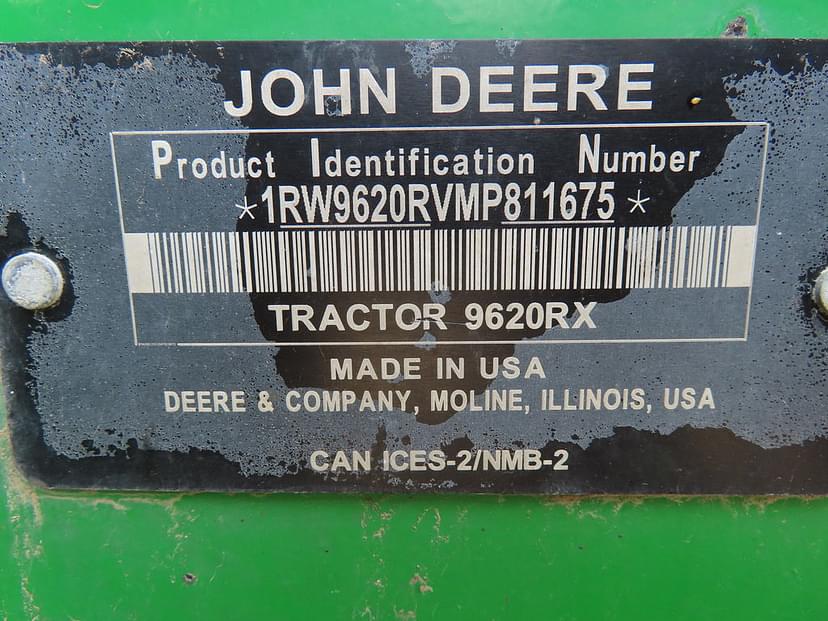 JOHN DEERE
Product Identification Number
*1RW9620RVMP811675*
TRACTOR 9620RX
MADE IN USA
DEERE & COMPANY, MOLINE, ILLINOIS, USA
CAN ICES-2/NMB-2